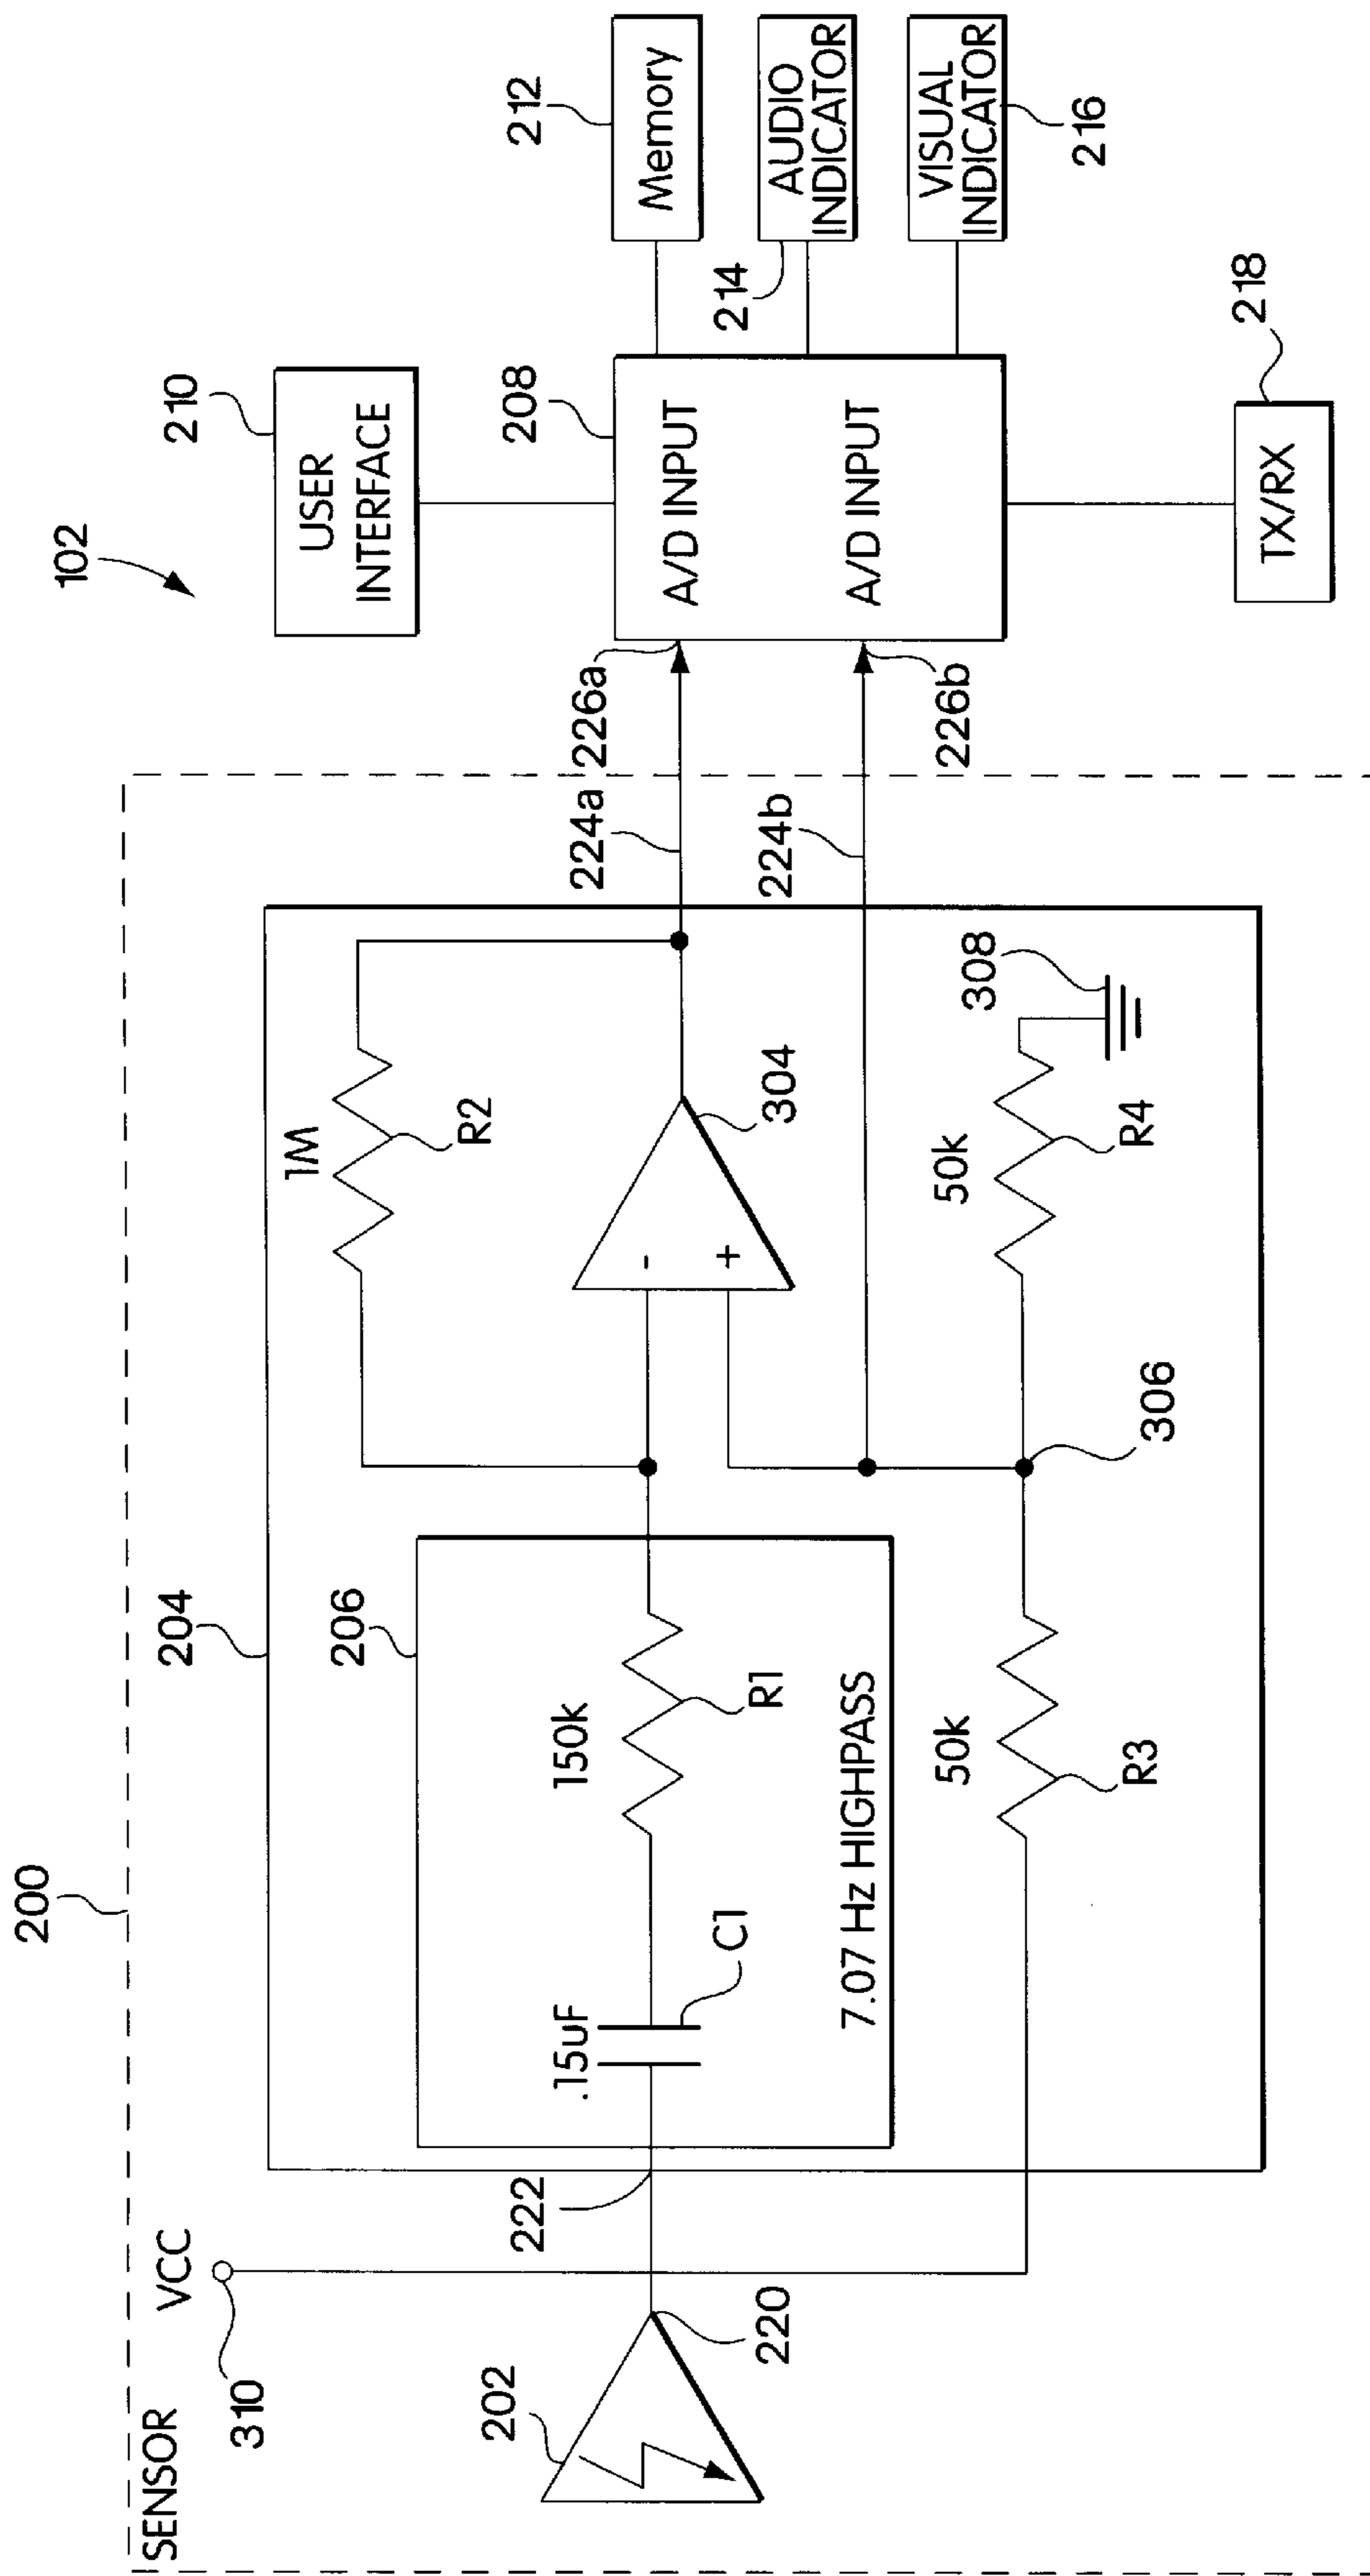 200
SENSOR
VCC
310
202
220
222
204
206
.15uF
C1
150k
R1
7.07 Hz HIGHPASS
50k
R3
306
1M
R2
-
+
304
50k
R4
308
224a
224b
226a
226b
102
210
USER
INTERFACE
208
A/D INPUT
A/D INPUT
212
Memory
214
AUDIO
INDICATOR
VISUAL
INDICATOR
216
218
TX/RX